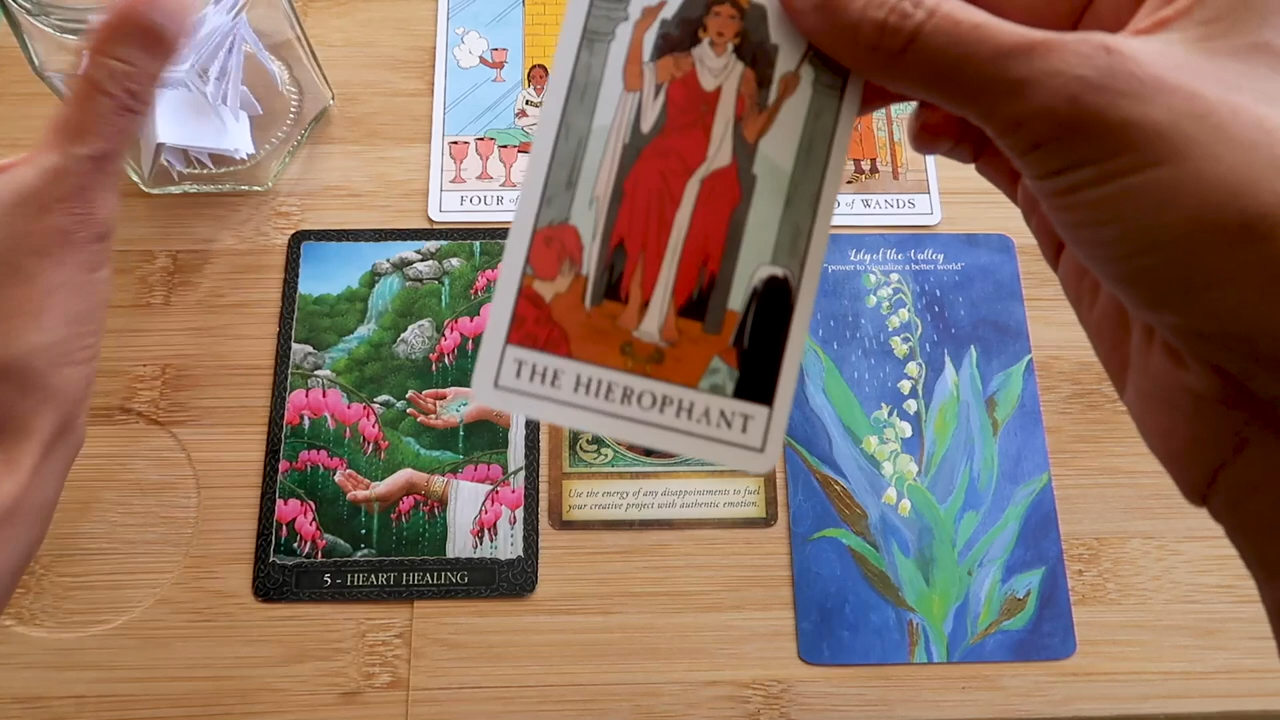 FOUR of
OF WANDS
THE HIEROPHANT
Lily of the Valley
"power to visualize a better world"
Use the energy of any disappointments to fuel
your creative project with authentic emotion.
5 - HEART HEALING